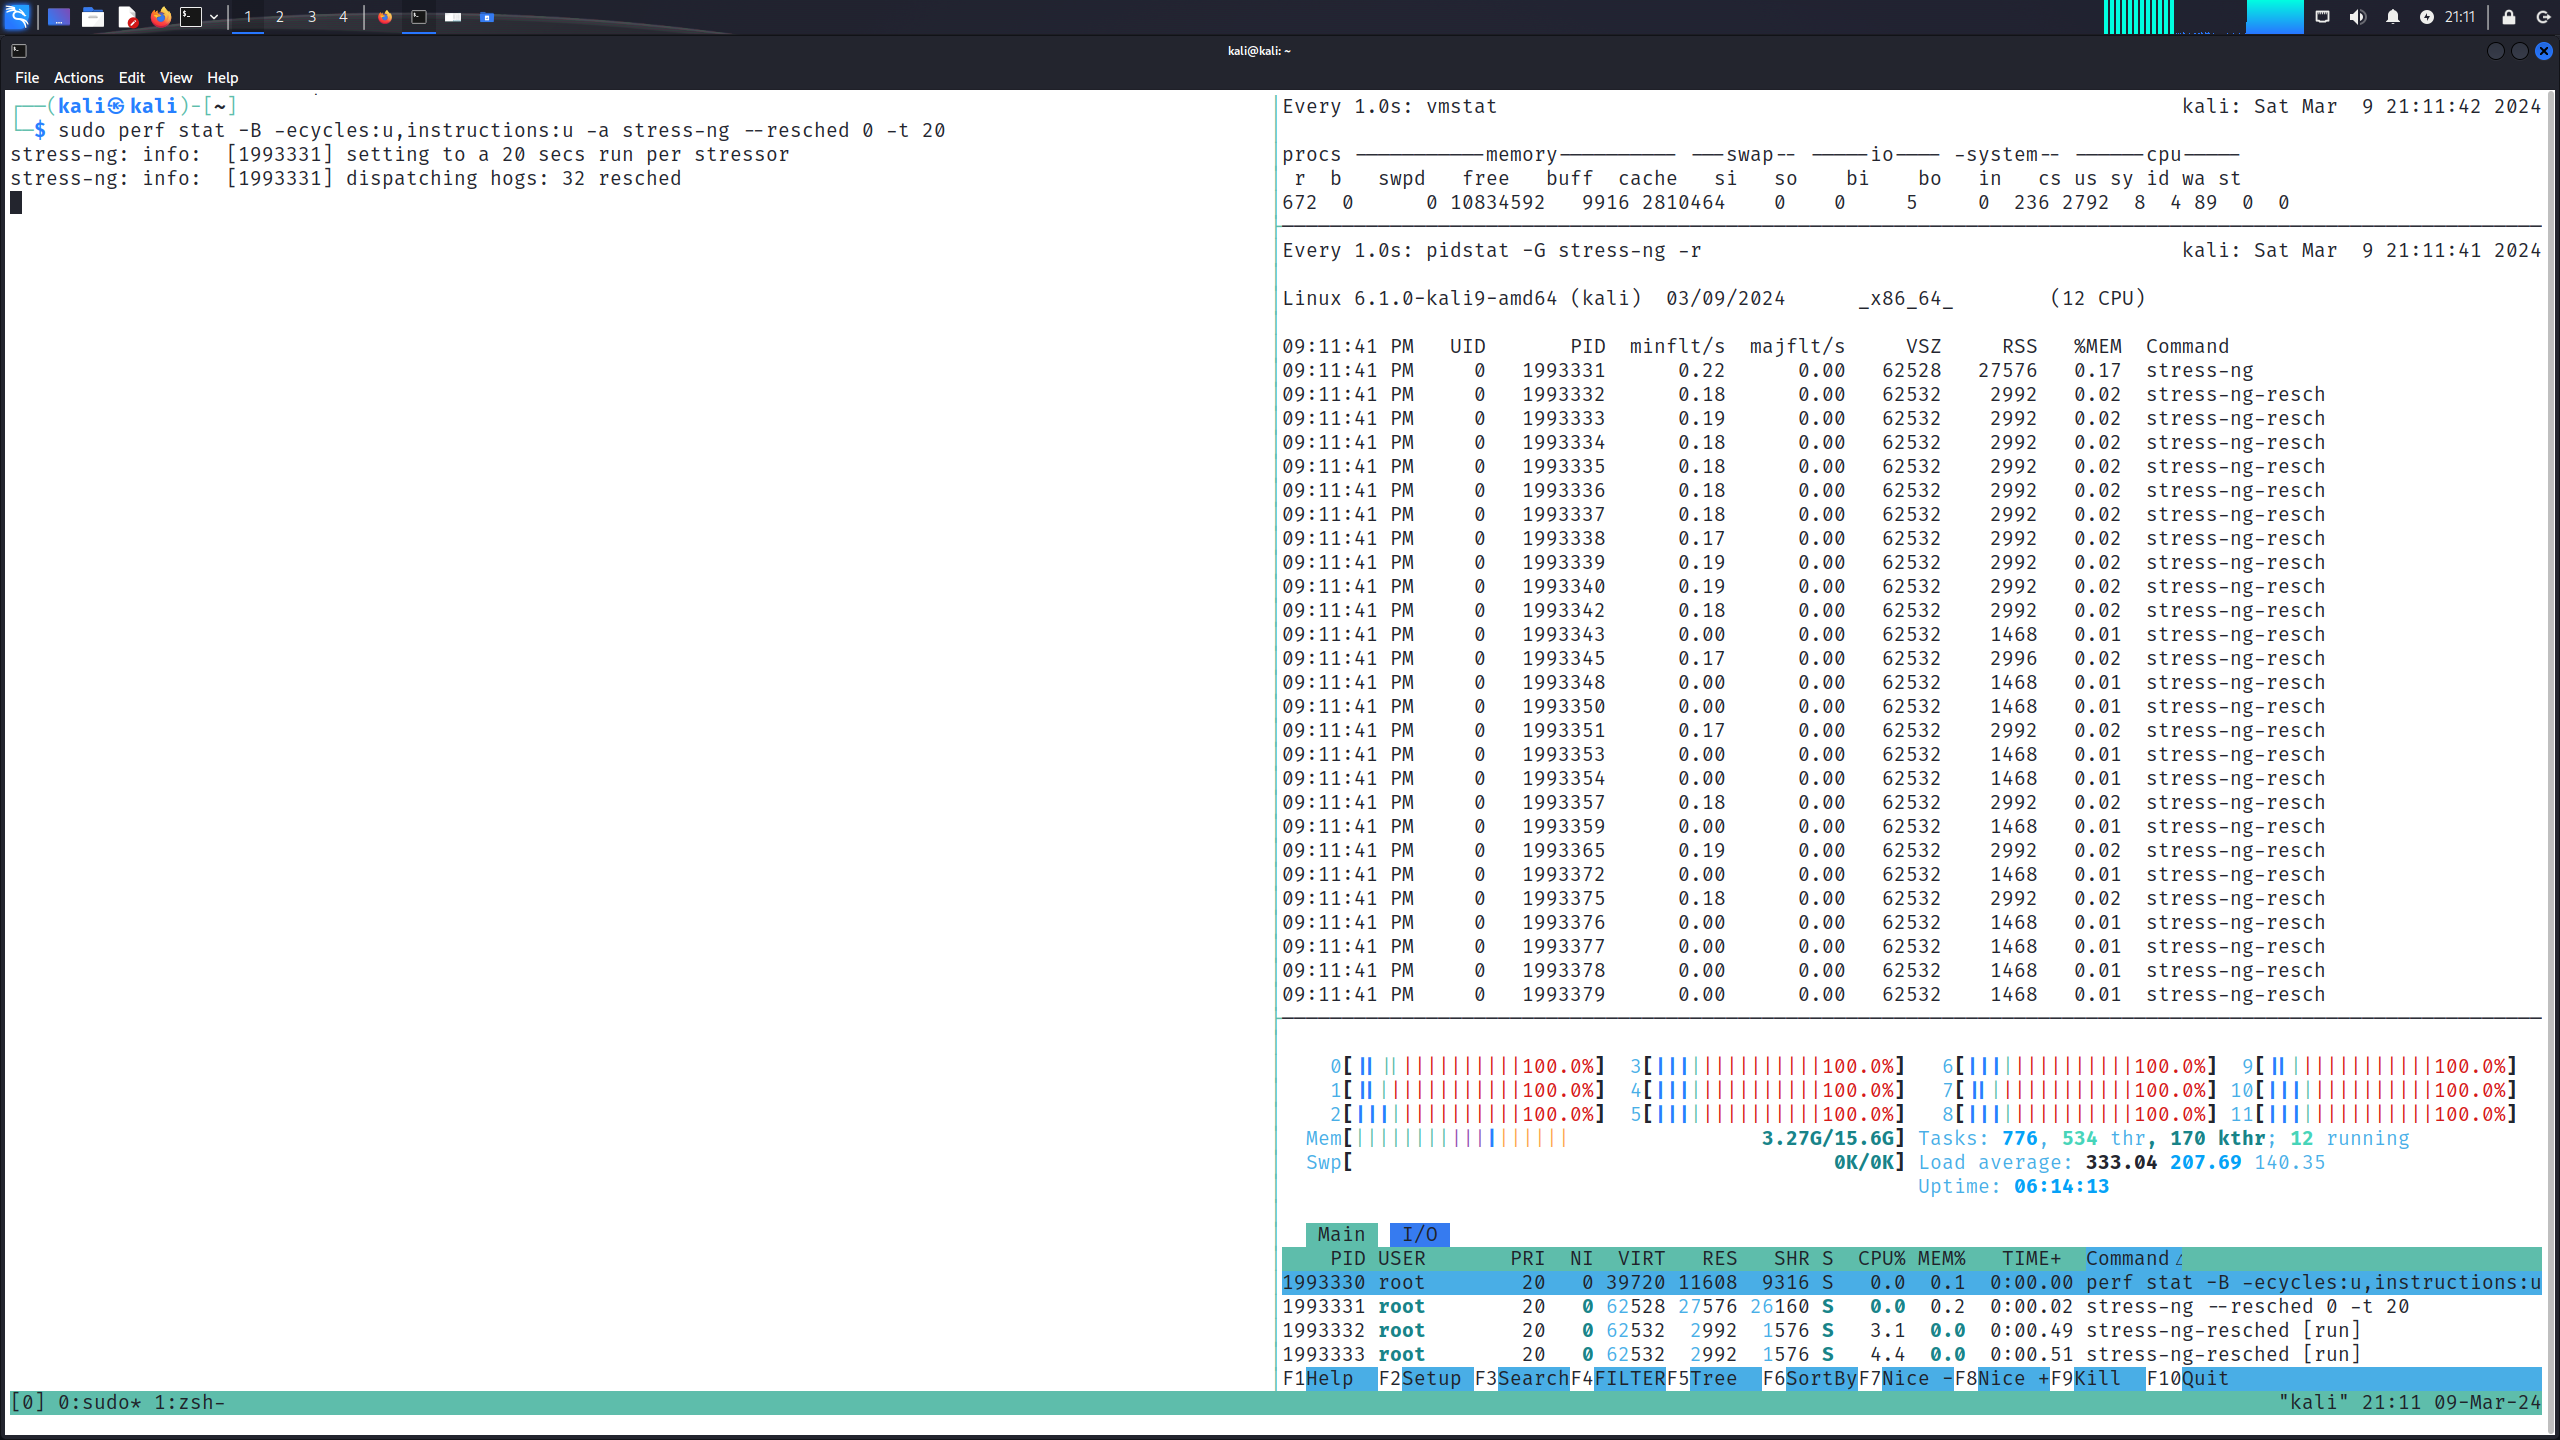 1 2 3 4 21:11
kali@kali: ~
File Actions Edit View Help
┌──(kali㉿kali)-[~]
└─$ sudo perf stat -B -ecycles:u,instructions:u -a stress-ng --resched 0 -t 20
stress-ng: info:  [1993331] setting to a 20 secs run per stressor
stress-ng: info:  [1993331] dispatching hogs: 32 resched
Every 1.0s: vmstat kali: Sat Mar  9 21:11:42 2024
procs -----------memory---------- ---swap-- -----io---- -system-- ------cpu-----
r b swpd free buff cache si so bi bo in cs us sy id wa st
672 0 0 10834592 9916 2810464 0 0 5 0 236 2792 8 4 89 0 0
Every 1.0s: pidstat -G stress-ng -r kali: Sat Mar  9 21:11:41 2024
Linux 6.1.0-kali9-amd64 (kali) 03/09/2024 _x86_64_ (12 CPU)
09:11:41 PM UID PID minflt/s majflt/s VSZ RSS %MEM Command
09:11:41 PM 0 1993331 0.22 0.00 62528 27576 0.17 stress-ng
09:11:41 PM 0 1993332 0.18 0.00 62532 2992 0.02 stress-ng-resch
09:11:41 PM 0 1993333 0.19 0.00 62532 2992 0.02 stress-ng-resch
09:11:41 PM 0 1993334 0.18 0.00 62532 2992 0.02 stress-ng-resch
09:11:41 PM 0 1993335 0.18 0.00 62532 2992 0.02 stress-ng-resch
09:11:41 PM 0 1993336 0.18 0.00 62532 2992 0.02 stress-ng-resch
09:11:41 PM 0 1993337 0.18 0.00 62532 2992 0.02 stress-ng-resch
09:11:41 PM 0 1993338 0.17 0.00 62532 2992 0.02 stress-ng-resch
09:11:41 PM 0 1993339 0.19 0.00 62532 2992 0.02 stress-ng-resch
09:11:41 PM 0 1993340 0.19 0.00 62532 2992 0.02 stress-ng-resch
09:11:41 PM 0 1993342 0.18 0.00 62532 2992 0.02 stress-ng-resch
09:11:41 PM 0 1993343 0.00 0.00 62532 1468 0.01 stress-ng-resch
09:11:41 PM 0 1993345 0.17 0.00 62532 2996 0.02 stress-ng-resch
09:11:41 PM 0 1993348 0.00 0.00 62532 1468 0.01 stress-ng-resch
09:11:41 PM 0 1993350 0.00 0.00 62532 1468 0.01 stress-ng-resch
09:11:41 PM 0 1993351 0.17 0.00 62532 2992 0.02 stress-ng-resch
09:11:41 PM 0 1993353 0.00 0.00 62532 1468 0.01 stress-ng-resch
09:11:41 PM 0 1993354 0.00 0.00 62532 1468 0.01 stress-ng-resch
09:11:41 PM 0 1993357 0.18 0.00 62532 2992 0.02 stress-ng-resch
09:11:41 PM 0 1993359 0.00 0.00 62532 1468 0.01 stress-ng-resch
09:11:41 PM 0 1993365 0.19 0.00 62532 2992 0.02 stress-ng-resch
09:11:41 PM 0 1993372 0.00 0.00 62532 1468 0.01 stress-ng-resch
09:11:41 PM 0 1993375 0.18 0.00 62532 2992 0.02 stress-ng-resch
09:11:41 PM 0 1993376 0.00 0.00 62532 1468 0.01 stress-ng-resch
09:11:41 PM 0 1993377 0.00 0.00 62532 1468 0.01 stress-ng-resch
09:11:41 PM 0 1993378 0.00 0.00 62532 1468 0.01 stress-ng-resch
09:11:41 PM 0 1993379 0.00 0.00 62532 1468 0.01 stress-ng-resch
0[||||||||||||||100.0%] 3[||||||||||||||100.0%] 6[||||||||||||||100.0%] 9[||||||||||||||100.0%]
1[||||||||||||||100.0%] 4[||||||||||||||100.0%] 7[||||||||||||||100.0%] 10[||||||||||||||100.0%]
2[||||||||||||||100.0%] 5[||||||||||||||100.0%] 8[||||||||||||||100.0%] 11[||||||||||||||100.0%]
Mem[|||||||||||||||||| 3.27G/15.6G] Tasks: 776, 534 thr, 170 kthr; 12 running
Swp[ 0K/0K] Load average: 333.04 207.69 140.35
Uptime: 06:14:13
Main I/O
PID USER PRI NI VIRT RES SHR S CPU% MEM% TIME+ Command△
1993330 root 20 0 39720 11608 9316 S 0.0 0.1 0:00.00 perf stat -B -ecycles:u,instructions:u
1993331 root 20 0 62528 27576 26160 S 0.0 0.2 0:00.02 stress-ng --resched 0 -t 20
1993332 root 20 0 62532 2992 1576 S 3.1 0.0 0:00.49 stress-ng-resched [run]
1993333 root 20 0 62532 2992 1576 S 4.4 0.0 0:00.51 stress-ng-resched [run]
F1Help F2Setup F3SearchF4FILTERF5Tree F6SortByF7Nice -F8Nice +F9Kill F10Quit
[0] 0:sudo* 1:zsh- "kali" 21:11 09-Mar-24